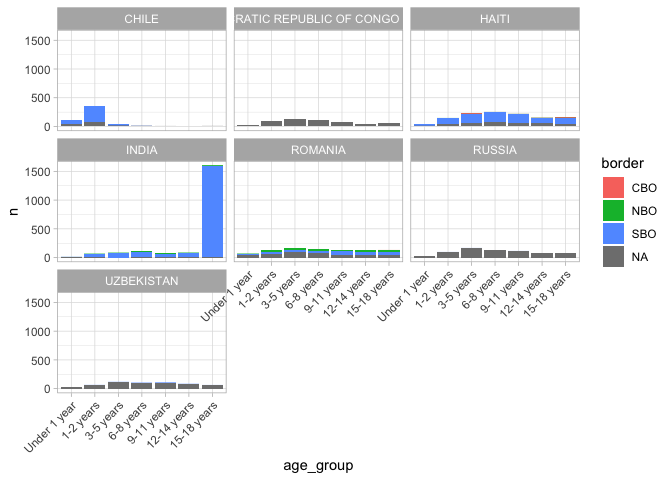 CHILE
RATIC REPUBLIC OF CONGO
HAITI
1500
1000
500
0
INDIA
ROMANIA
RUSSIA
1500
1000
500
0
UZBEKISTAN
1500
1000
500
0
n
Under 1 year
1-2 years
3-5 years
6-8 years
9-11 years
12-14 years
15-18 years
Under 1 year
1-2 years
3-5 years
6-8 years
9-11 years
12-14 years
15-18 years
Under 1 year
1-2 years
3-5 years
6-8 years
9-11 years
12-14 years
15-18 years
age_group
border
CBO
NBO
SBO
NA